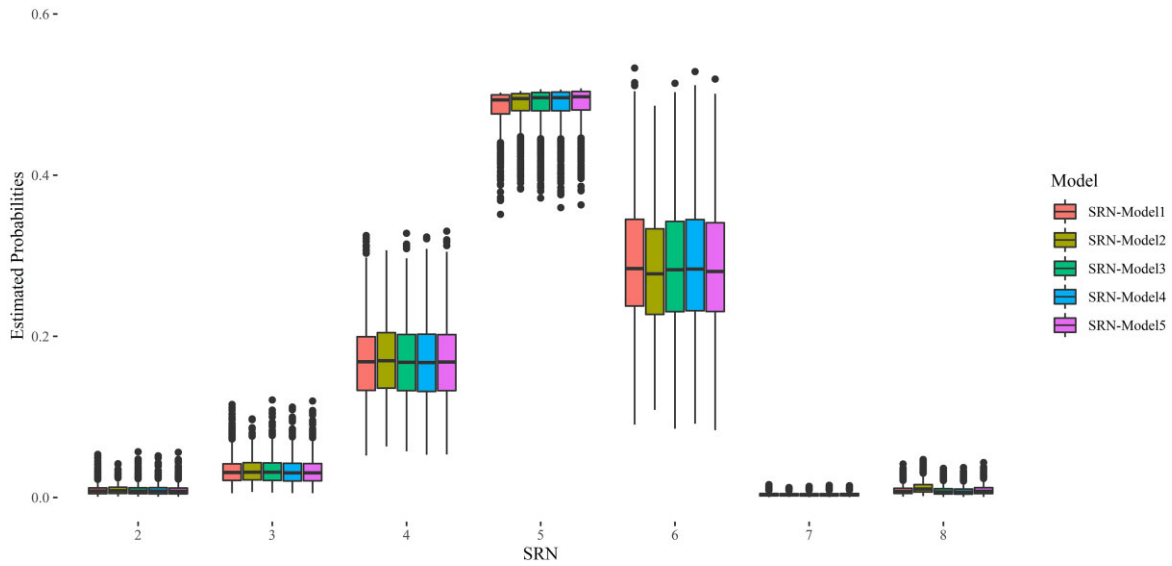 0.6
0.4
0.2
0.0
Estimated Probabilities
2 3 4 5 6 7 8
SRN
Model
SRN-Model1
SRN-Model2
SRN-Model3
SRN-Model4
SRN-Model5